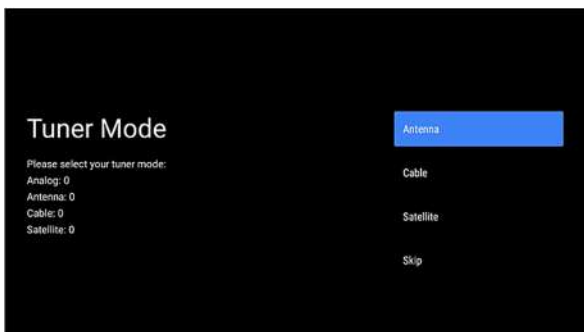 Tuner Mode
Please select your tuner mode:
Analog: 0
Antenna: 0
Cable: 0
Satellite: 0
Antenna
Cable
Satellite
Skip